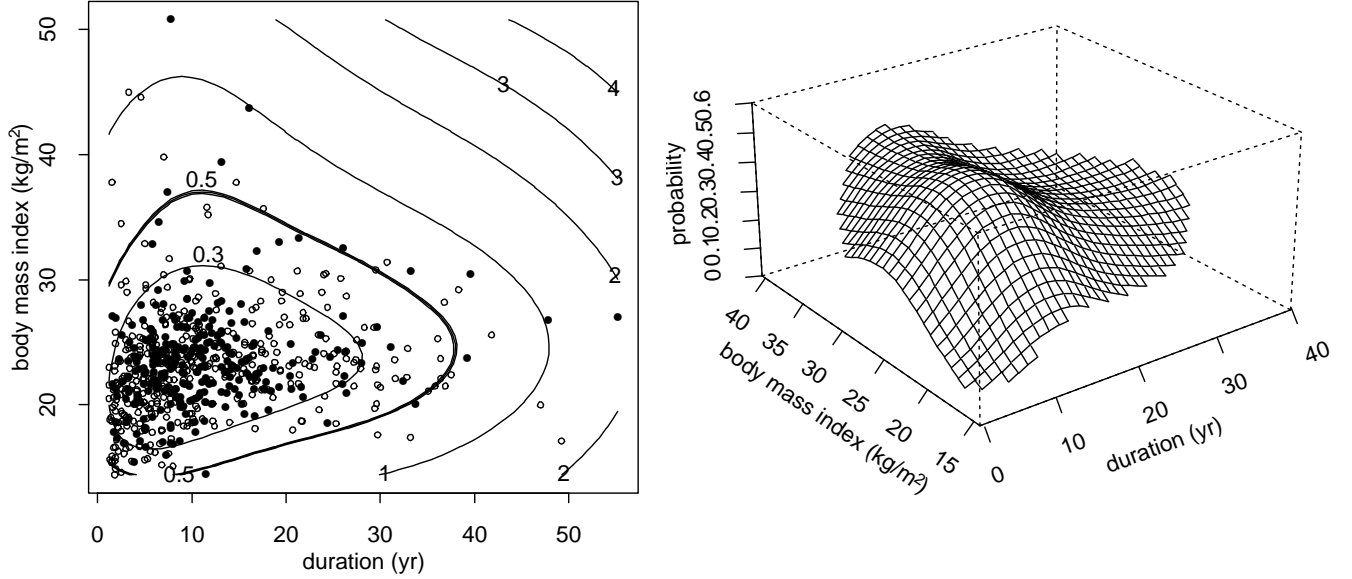 50
40
30
20
body mass index (kg/m²)
0 10 20 30 40 50
duration (yr)
0.5
0.3
0.5
1
2
2
3
3
4
probability
0 0.1 0.2 0.3 0.4 0.5 0.6
40 35 30 25 20 15
body mass index (kg/m²)
0 10 20 30 40
duration (yr)